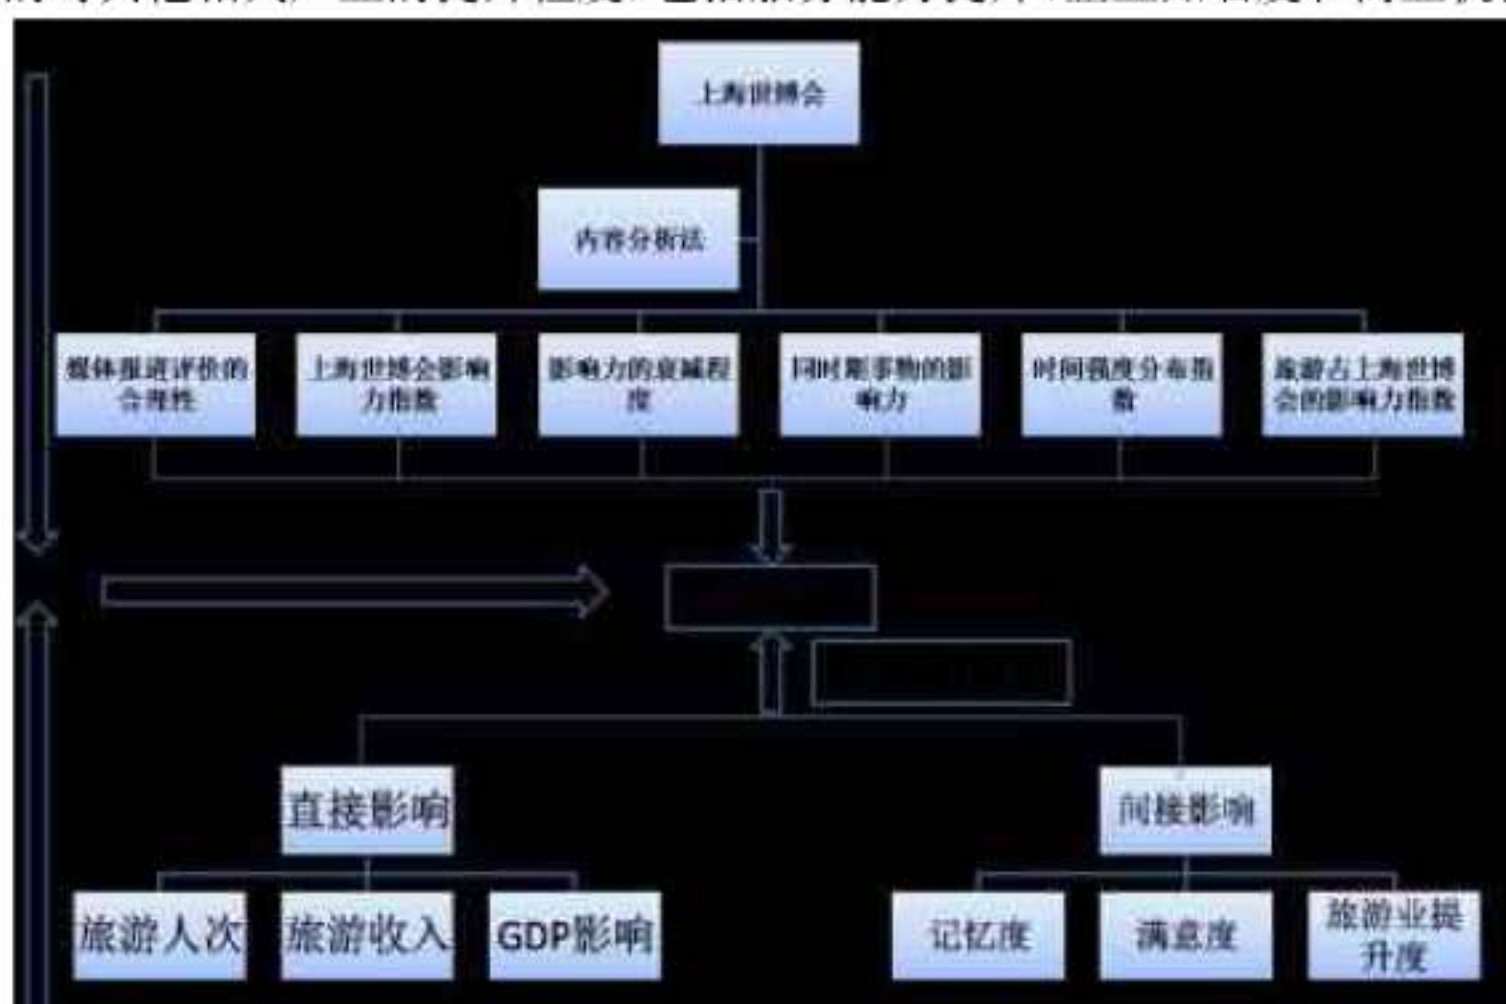 上海世博会
内容分析法
媒体报道评价的
合理性
上海世博会影响
力指数
影响力的衰减程
度
同时期事物的影
响力
时间强度分布指
数
旅游占上海世博
会的影响力指数
直接影响
间接影响
旅游人次
旅游收入
GDP影响
记忆度
满意度
旅游业提
升度